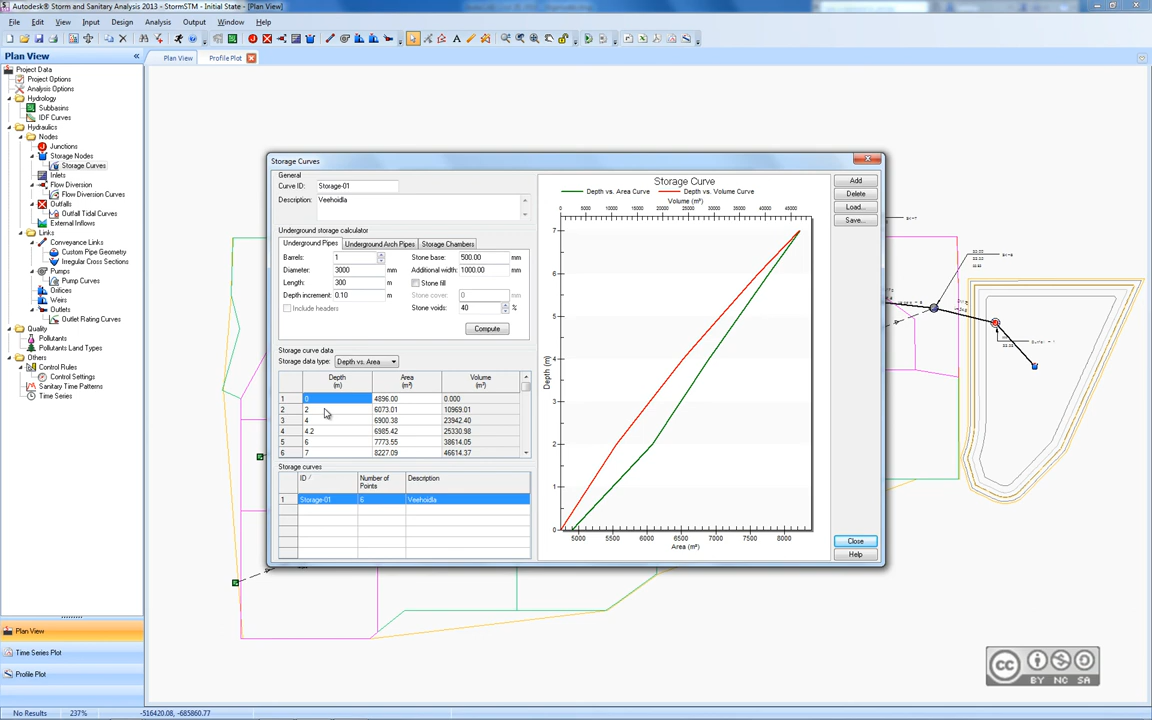 Autodesk® Storm and Sanitary Analysis 2013 - StormSTM - Initial State - [Plan View]
File View Input Design Analysis Output Window Help
Plan View
Plan View Profile Plot
Project Data
Project Options
Analysis Options
Hydrology
Subbasins
IDF Curves
Hydraulics
Nodes
Junctions
Storage Nodes
Storage Curves
Inlets
Flow Diversion
Flow Diversion Curves
Outfalls
Outfall Tidal Curves
External Inflows
Links
Conveyance Links
Custom Pipe Geometry
Irregular Cross Sections
Pumps
Pump Curves
Orifices
Weirs
Outlets
Outlet Rating Curves
Quality
Pollutants
Pollutants Land Types
Others
Control Rules
Control Settings
Sanitary Time Patterns
Time Series
Plan View
Time Series Plot
Profile Plot
No Results 237% -516420.08, -685860.77
Storage Curves
General
Curve ID: Storage-01
Description: Veehoidla
Underground storage calculator
Underground Pipes Underground Arch Pipes Storage Chambers
Barrels: 1 Stone base: 500.00 mm
Diameter: 3000 mm Additional width: 1000.00 mm
Length: 300 m Stone fill
Depth increment: 0.10 m Stone cover: 0 mm
Include headers Stone voids: 40 %
Compute
Storage curve data
Storage data type: Depth vs. Area
Depth (m) Area (m²) Volume (m³)
1 0 4896.00 0.000
2 2 6073.01 10969.01
3 4 6900.38 23942.40
4 4.2 6985.42 25330.98
5 6 7773.55 38614.05
6 7 8227.09 46614.37
Storage curves
ID Number of Points Description
1 Storage-01 6 Veehoidla
Storage Curve
Depth vs. Area Curve Depth vs. Volume Curve
Volume (m³)
0 5000 10000 15000 20000 25000 30000 35000 40000 45000
7
6
5
4
3
2
1
0
Depth (m)
5000 5500 6000 6500 7000 7500 8000
Area (m²)
Add
Delete
Load...
Save...
Close
Help
cc
BY NC SA